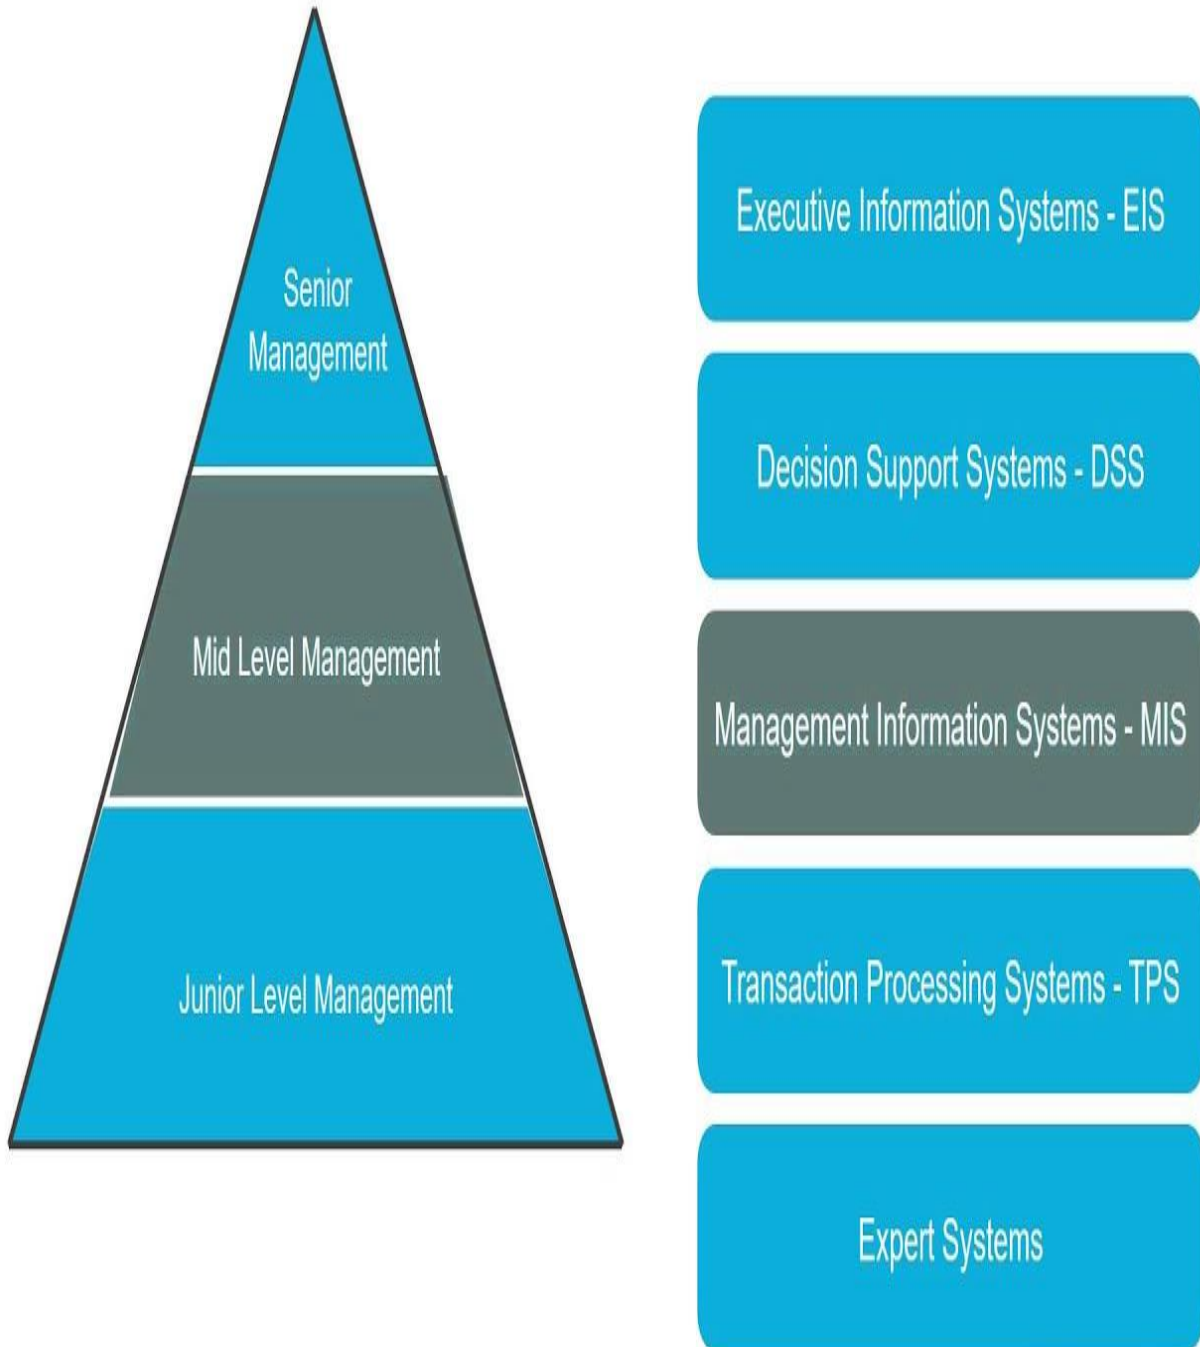 Senior
Management
Mid Level Management
Junior Level Management
Executive Information Systems - EIS
Decision Support Systems - DSS
Management Information Systems - MIS
Transaction Processing Systems - TPS
Expert Systems